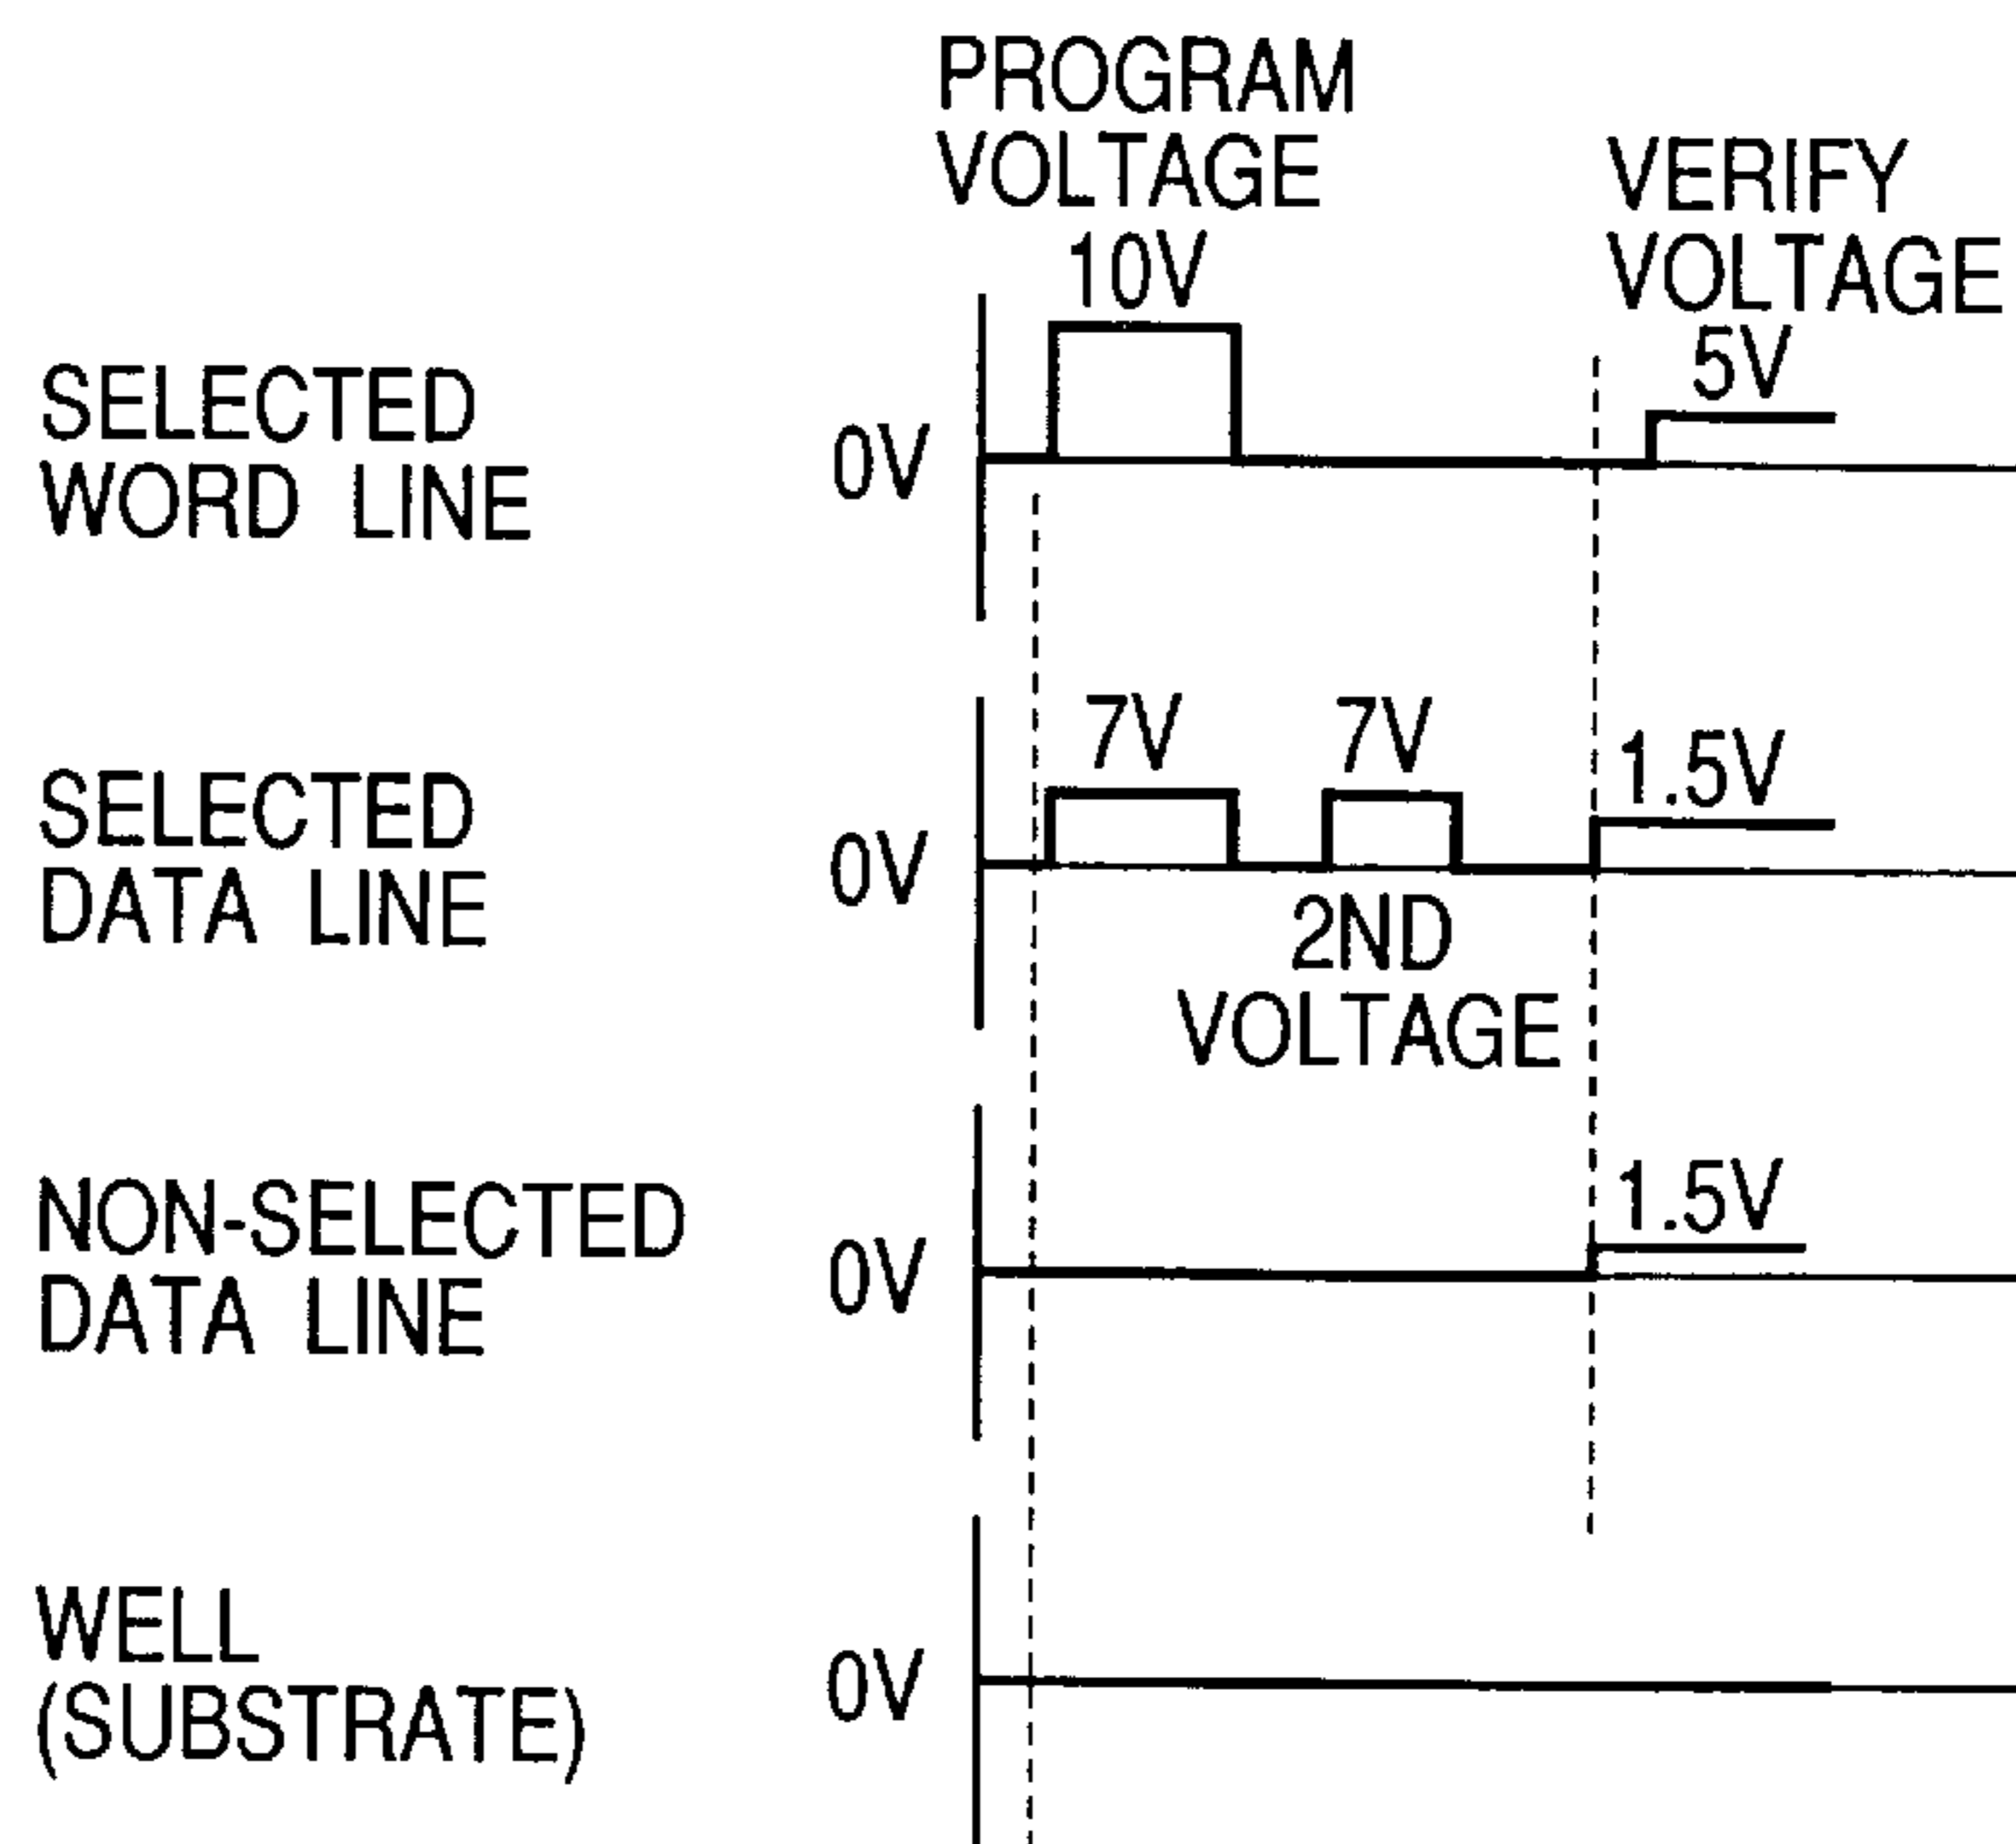 PROGRAM
VOLTAGE
10V
VERIFY
VOLTAGE
5V
SELECTED
WORD LINE
0V
7V
7V
1.5V
SELECTED
DATA LINE
0V
2ND
VOLTAGE
1.5V
NON-SELECTED
DATA LINE
0V
WELL
(SUBSTRATE)
0V